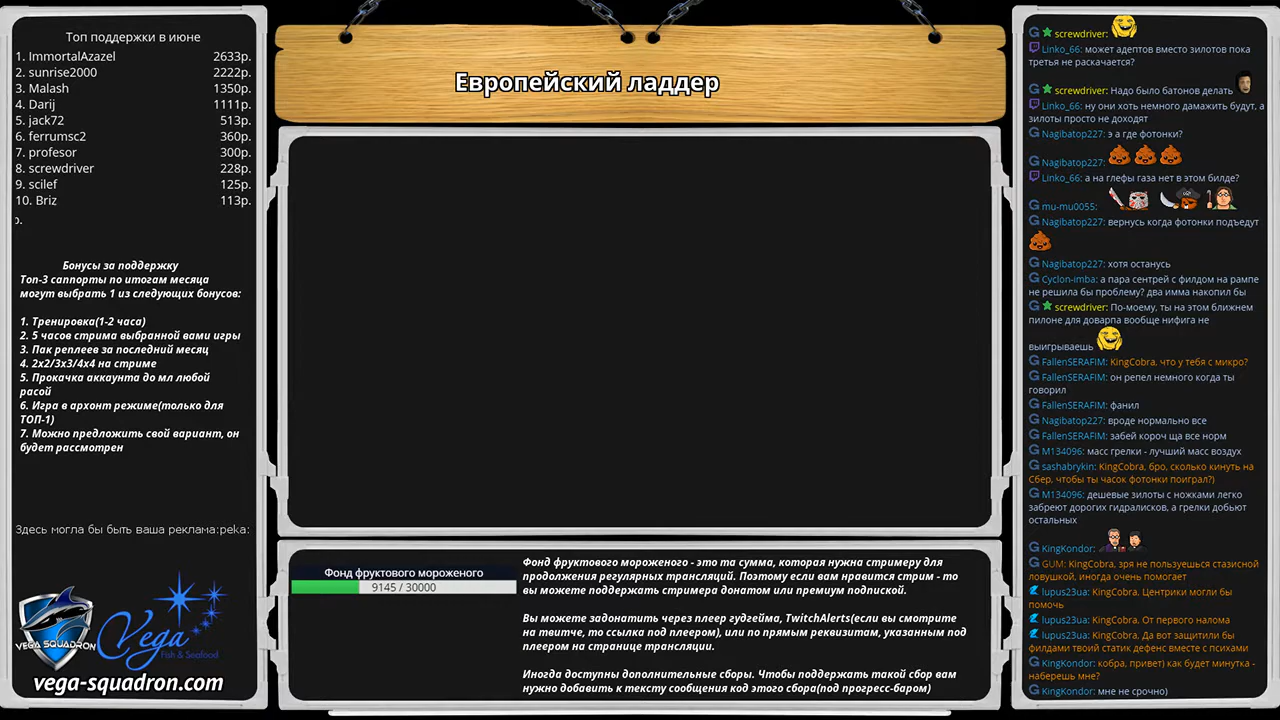 Топ поддержки в июне
1. ImmortalAzazel 2633р.
2. sunrise2000 2222р.
3. Malash 1350р.
4. Darij 1111р.
5. jack72 513р.
6. ferrumsc2 360р.
7. profesor 300р.
8. screwdriver 228р.
9. scilef 125р.
10. Briz 113р.
р.
Бонусы за поддержку
Топ-3 саппорты по итогам месяца
могут выбрать 1 из следующих бонусов:
1. Тренировка(1-2 часа)
2. 5 часов стрима выбранной вами игры
3. Пак реплеев за последний месяц
4. 2x2/3x3/4x4 на стриме
5. Прокачка аккаунта до мл любой
расой
6. Игра в архонт режиме(только для
ТОП-1)
7. Можно предложить свой вариант, он
будет рассмотрен
Здесь могла бы быть ваша реклама:peka:
VEGA SQUADRON
Vega
Fish & Seafood
vega-squadron.com
Европейский ладдер
Фонд фруктового мороженого
9145 / 30000
Фонд фруктового мороженого - это та сумма, которая нужна стримеру для
продолжения регулярных трансляций. Поэтому если вам нравится стрим - то
вы можете поддержать стримера донатом или премиум подпиской.
Вы можете задонатить через плеер гудгейма, TwitchAlerts(если вы смотрите
на твитче, то ссылка под плеером), или по прямым реквизитам, указанным под
плеером на странице трансляции.
Иногда доступны дополнительные сборы. Чтобы поддержать такой сбор вам
нужно добавить к тексту сообщения код этого сбора(под прогресс-баром)
screwdriver:
Linko_66: может адептов вместо зилотов пока
третья не раскачается?
screwdriver: Надо было батонов делать
Linko_66: ну они хоть немного дамажить будут, а
зилоты просто не доходят
Nagibatop227: э а где фотонки?
Nagibatop227:
Linko_66: а на глефы газа нет в этом билде?
mu-mu0055:
Nagibatop227: вернусь когда фотонки подъедут
Nagibatop227: хотя останусь
Cyclon-imba: а пара сентрей с филдом на рампе
не решила бы проблему? два имма накопил бы
screwdriver: По-моему, ты на этом ближнем
пилоне для доварпа вообще нифига не
выигрываешь
FallenSERAFIM: KingCobra, что у тебя с микро?
FallenSERAFIM: он репел немного когда ты
говорил
FallenSERAFIM: фанил
Nagibatop227: вроде нормально все
FallenSERAFIM: забей короч ща все норм
M134096: масс грелки - лучший масс воздух
sashabrykin: KingCobra, бро, сколько кинуть на
Сбер, чтобы ты часок фотонки поиграл?)
M134096: дешевые зилоты с ножками легко
забреют дорогих гидралисков, а грелки добьют
остальных
KingKondor:
GUM: KingCobra, зря не пользуешься стазисной
ловушкой, иногда очень помогает
lupus23ua: KingCobra, Центрики могли бы
помочь
lupus23ua: KingCobra, От первого налома
lupus23ua: KingCobra, Да вот защитили бы
филдами твоий статик дефенс вместе с психами
KingKondor: кобра, привет) как будет минутка -
наберешь мне?
KingKondor: мне не срочно)